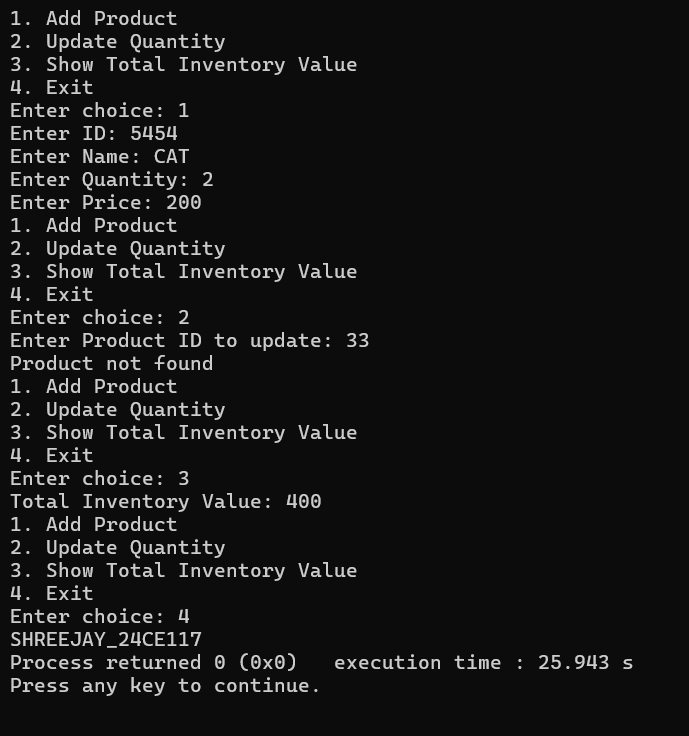 1. Add Product
2. Update Quantity
3. Show Total Inventory Value
4. Exit
Enter choice: 1
Enter ID: 5454
Enter Name: CAT
Enter Quantity: 2
Enter Price: 200
1. Add Product
2. Update Quantity
3. Show Total Inventory Value
4. Exit
Enter choice: 2
Enter Product ID to update: 33
Product not found
1. Add Product
2. Update Quantity
3. Show Total Inventory Value
4. Exit
Enter choice: 3
Total Inventory Value: 400
1. Add Product
2. Update Quantity
3. Show Total Inventory Value
4. Exit
Enter choice: 4
SHREEJAY_24CE117
Process returned 0 (0x0)   execution time : 25.943 s
Press any key to continue.